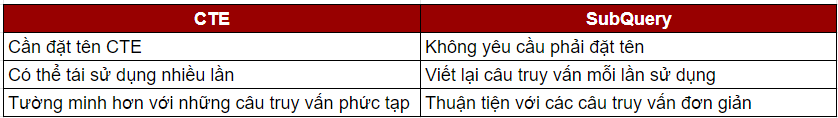 CTE SubQuery
Cần đặt tên CTE Không yêu cầu phải đặt tên
Có thể tái sử dụng nhiều lần Viết lại câu truy vấn mỗi lần sử dụng
Tường minh hơn với những câu truy vấn phức tạp Thuận tiện với các câu truy vấn đơn giản